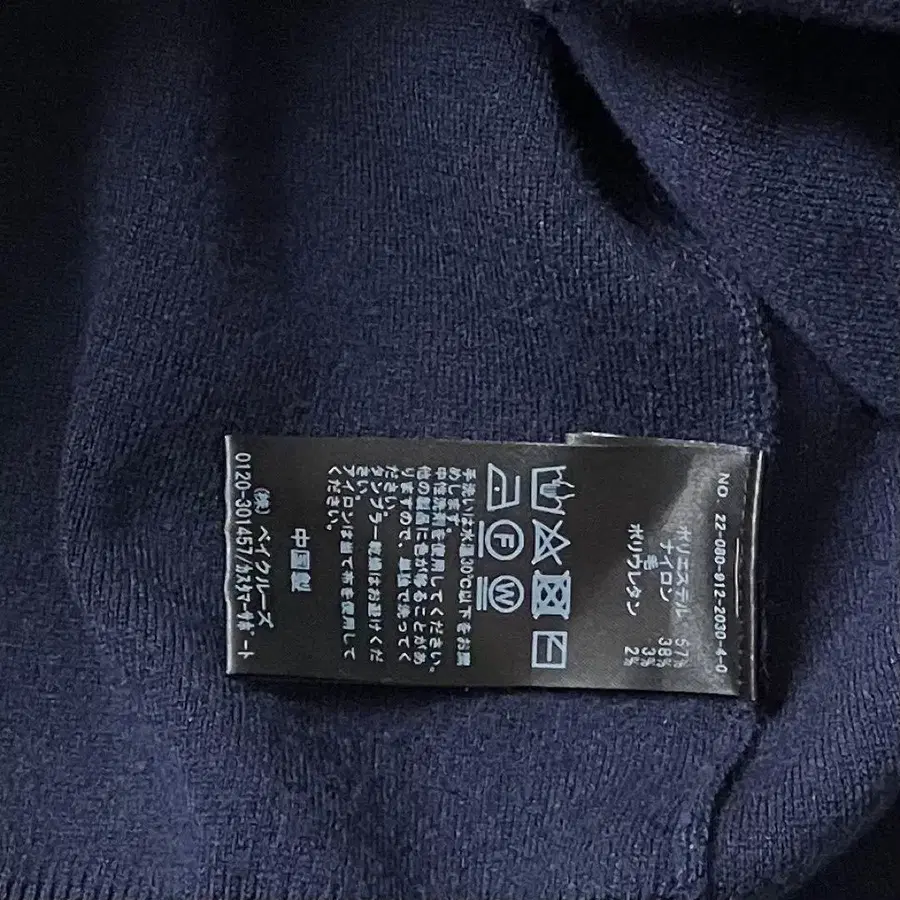 NO 22-080-912-2030-4-0
ポリエステル 57%
ナイロン 38%
毛 3%
ポリウレタン 2%
F W
手洗いは水温30℃以下をお薦
めします。
中性洗剤を使用してください。
他の製品に色が移ることがあ
りますので、単独で洗ってく
ださい。
タンブラー乾燥はお避けくだ
さい。
アイロンは当て布を使用して
ください。
中国製
(株)ベイクルーズ
0120-301457/カスタマーサポート